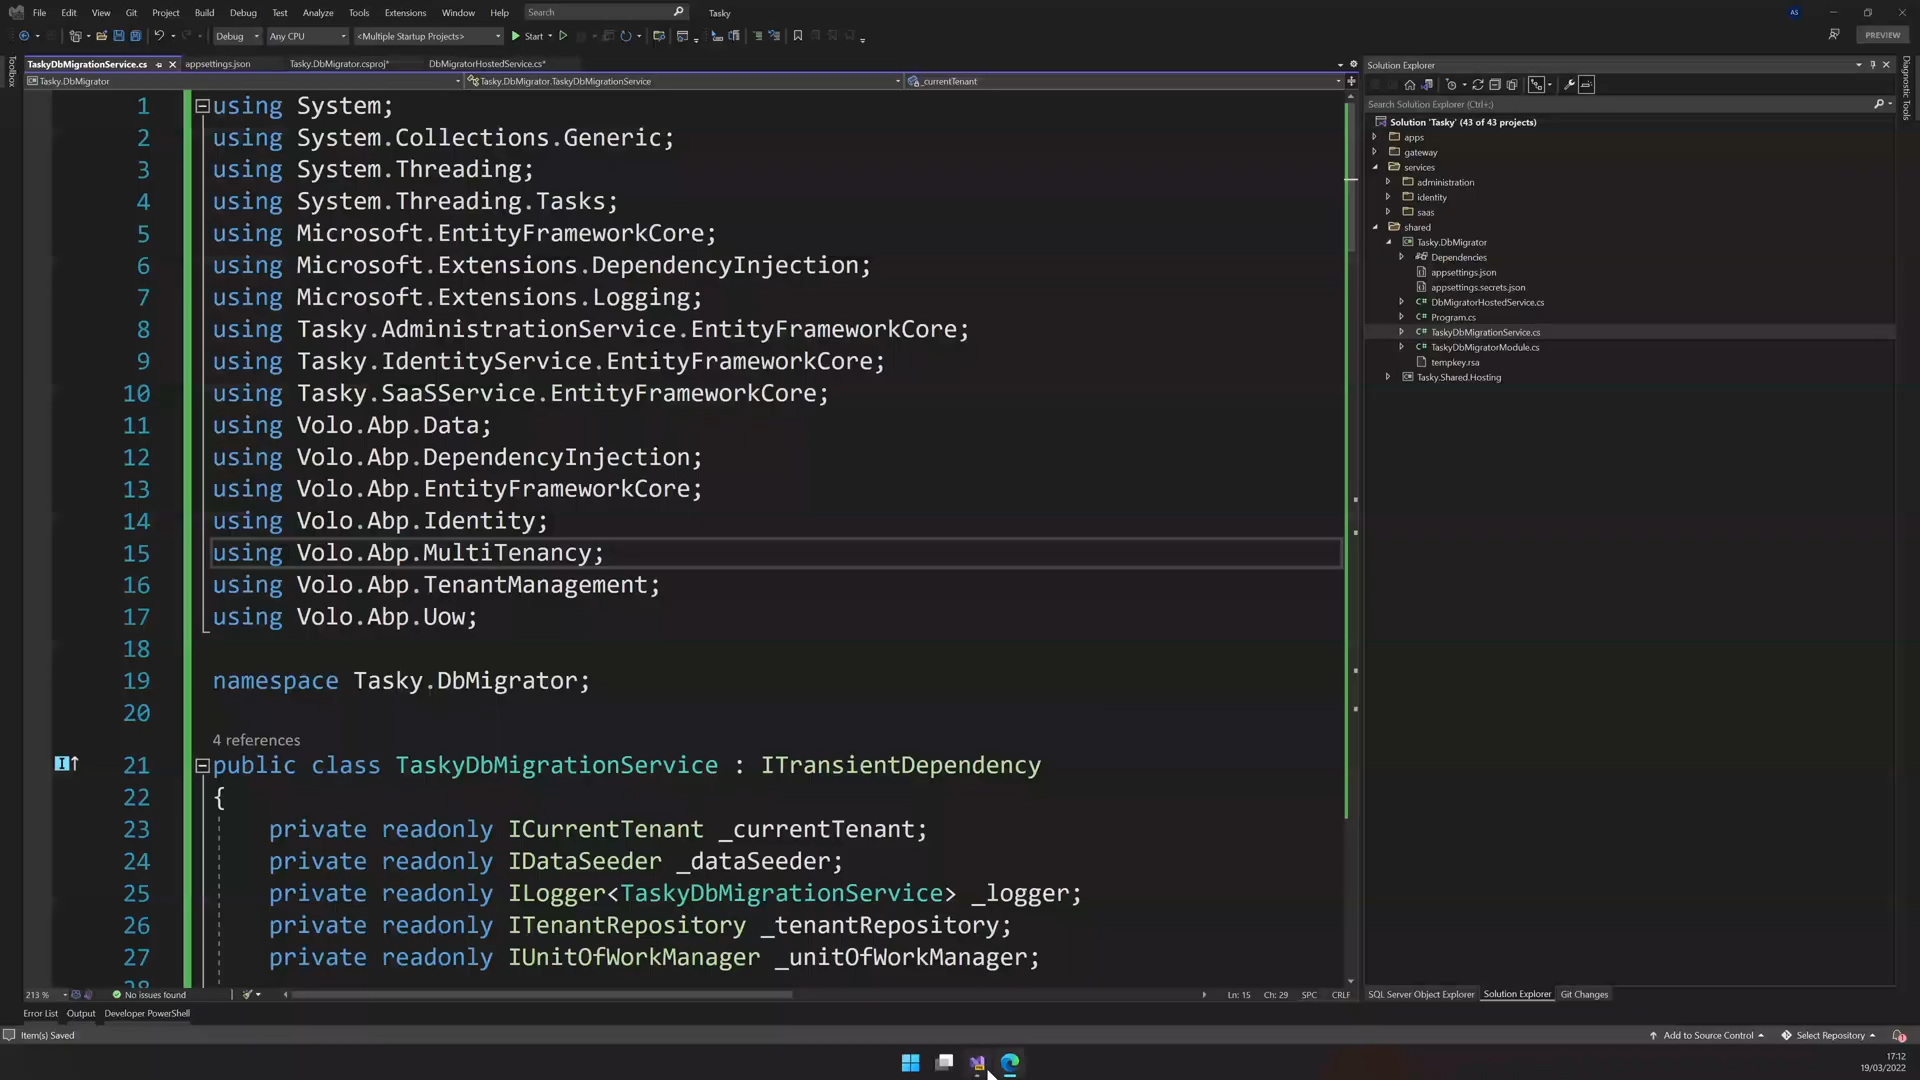 File Edit View Git Project Build Debug Test Analyze Tools Extensions Window Help Search Tasky AS
Debug Any CPU <Multiple Startup Projects> Start PREVIEW
TaskyDbMigrationService.cs appsettings.json Tasky.DbMigrator.csproj* DbMigratorHostedService.cs*
Tasky.DbMigrator Tasky.DbMigrator.TaskyDbMigrationService _currentTenant
Toolbox
1 using System;
2 using System.Collections.Generic;
3 using System.Threading;
4 using System.Threading.Tasks;
5 using Microsoft.EntityFrameworkCore;
6 using Microsoft.Extensions.DependencyInjection;
7 using Microsoft.Extensions.Logging;
8 using Tasky.AdministrationService.EntityFrameworkCore;
9 using Tasky.IdentityService.EntityFrameworkCore;
10 using Tasky.SaaSService.EntityFrameworkCore;
11 using Volo.Abp.Data;
12 using Volo.Abp.DependencyInjection;
13 using Volo.Abp.EntityFrameworkCore;
14 using Volo.Abp.Identity;
15 using Volo.Abp.MultiTenancy;
16 using Volo.Abp.TenantManagement;
17 using Volo.Abp.Uow;
18
19 namespace Tasky.DbMigrator;
20
4 references
21 public class TaskyDbMigrationService : ITransientDependency
22 {
23 private readonly ICurrentTenant _currentTenant;
24 private readonly IDataSeeder _dataSeeder;
25 private readonly ILogger<TaskyDbMigrationService> _logger;
26 private readonly ITenantRepository _tenantRepository;
27 private readonly IUnitOfWorkManager _unitOfWorkManager;
28
213 % No issues found Ln: 15 Ch: 29 SPC CRLF
Error List Output Developer PowerShell
Solution Explorer
Search Solution Explorer (Ctrl+;)
Solution 'Tasky' (43 of 43 projects)
apps
gateway
services
administration
identity
saas
shared
Tasky.DbMigrator
Dependencies
appsettings.json
appsettings.secrets.json
C# DbMigratorHostedService.cs
C# Program.cs
C# TaskyDbMigrationService.cs
C# TaskyDbMigratorModule.cs
tempkey.rsa
Tasky.Shared.Hosting
SQL Server Object Explorer Solution Explorer Git Changes
Diagnostic Tools
Item(s) Saved Add to Source Control Select Repository
17:12
19/03/2022